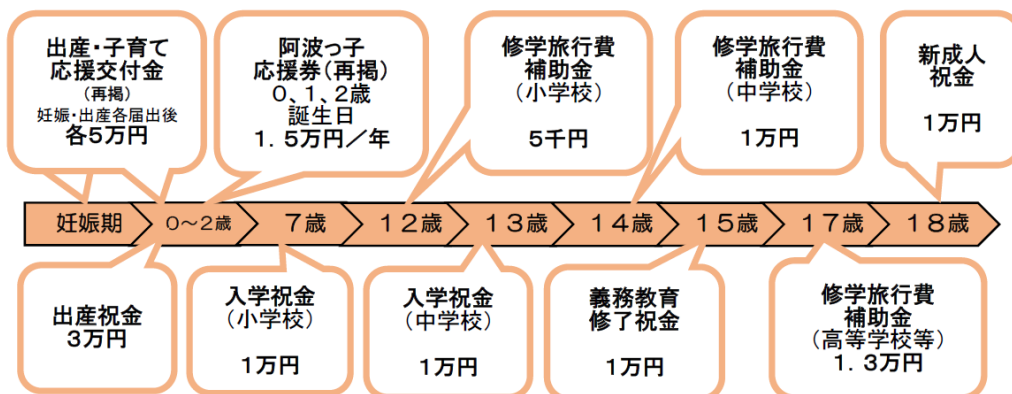 出産・子育て
応援交付金
(再掲)
妊娠・出産各届出後
各5万円
阿波っ子
応援券(再掲)
0、1、2歳
誕生日
1.5万円/年
修学旅行費
補助金
(小学校)
5千円
修学旅行費
補助金
(中学校)
1万円
新成人
祝金
1万円
妊娠期
0～2歳
7歳
12歳
13歳
14歳
15歳
17歳
18歳
出産祝金
3万円
入学祝金
(小学校)
1万円
入学祝金
(中学校)
1万円
義務教育
修了祝金
1万円
修学旅行費
補助金
(高等学校等)
1.3万円